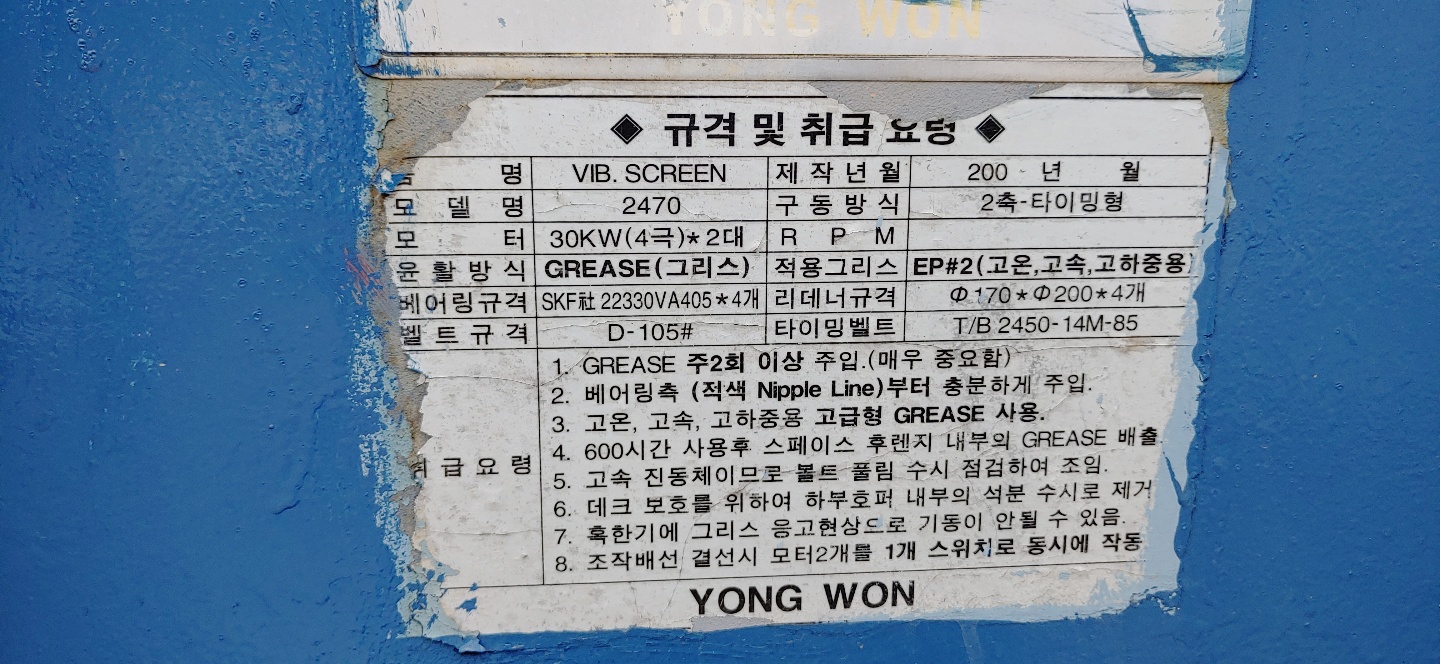 YONG WON
◆ 규격 및 취급 요령 ◆
명 VIB. SCREEN 제작년월 200 년 월
모델명 2470 구동방식 2축-타이밍형
모터 30KW(4극)*2대 RPM
윤활방식 GREASE(그리스) 적용그리스 EP#2(고온,고속,고하중용)
베어링규격 SKF社 22330VA405*4개 리데너규격 Φ170*Φ200*4개
벨트규격 D-105# 타이밍벨트 T/B 2450-14M-85
취급요령
1. GREASE 주2회 이상 주입.(매우 중요함)
2. 베어링측 (적색 Nipple Line)부터 충분하게 주입.
3. 고온, 고속, 고하중용 고급형 GREASE 사용.
4. 600시간 사용후 스페이스 후렌지 내부의 GREASE 배출.
5. 고속 진동체이므로 볼트 풀림 수시 점검하여 조임.
6. 데크 보호를 위하여 하부호퍼 내부의 석분 수시로 제거
7. 혹한기에 그리스 응고현상으로 기동이 안될 수 있음.
8. 조작배선 결선시 모터2개를 1개 스위치로 동시에 작동
YONG WON